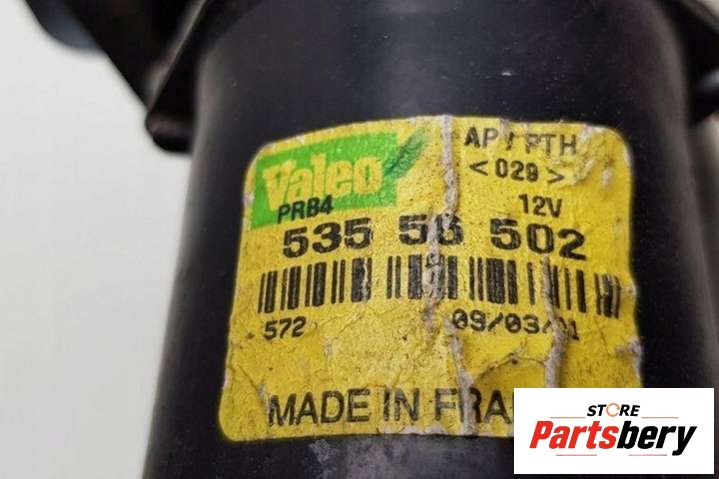 Valeo
AP / PTH
< 029 >
PRB4
12V
535 502
572
MADE IN
STORE
Partsbery